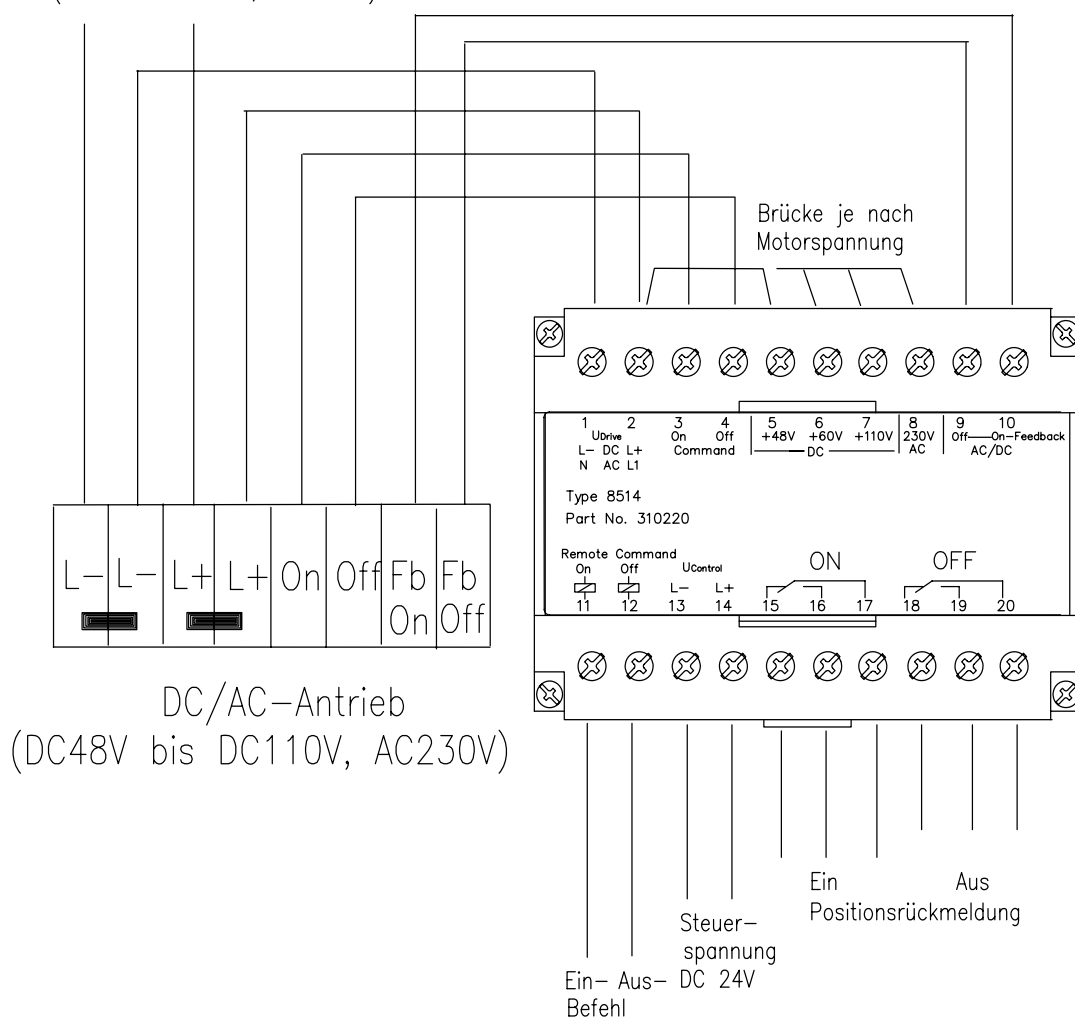 Brücke je nach
Motorspannung
1 2 3 4 5 6 7 8 9 10
UDrive On Off +48V +60V +110V 230V Off On-Feedback
L- DC L+ Command DC AC AC/DC
N AC L1
Type 8514
Part No. 310220
Remote Command
On Off UControl ON OFF
L- L+
11 12 13 14 15 16 17 18 19 20
L- L- L+ L+ On Off Fb Fb
On Off
DC/AC-Antrieb
(DC48V bis DC110V, AC230V)
Ein Aus
Positionsrückmeldung
Steuer-
spannung
DC 24V
Ein- Aus-
Befehl